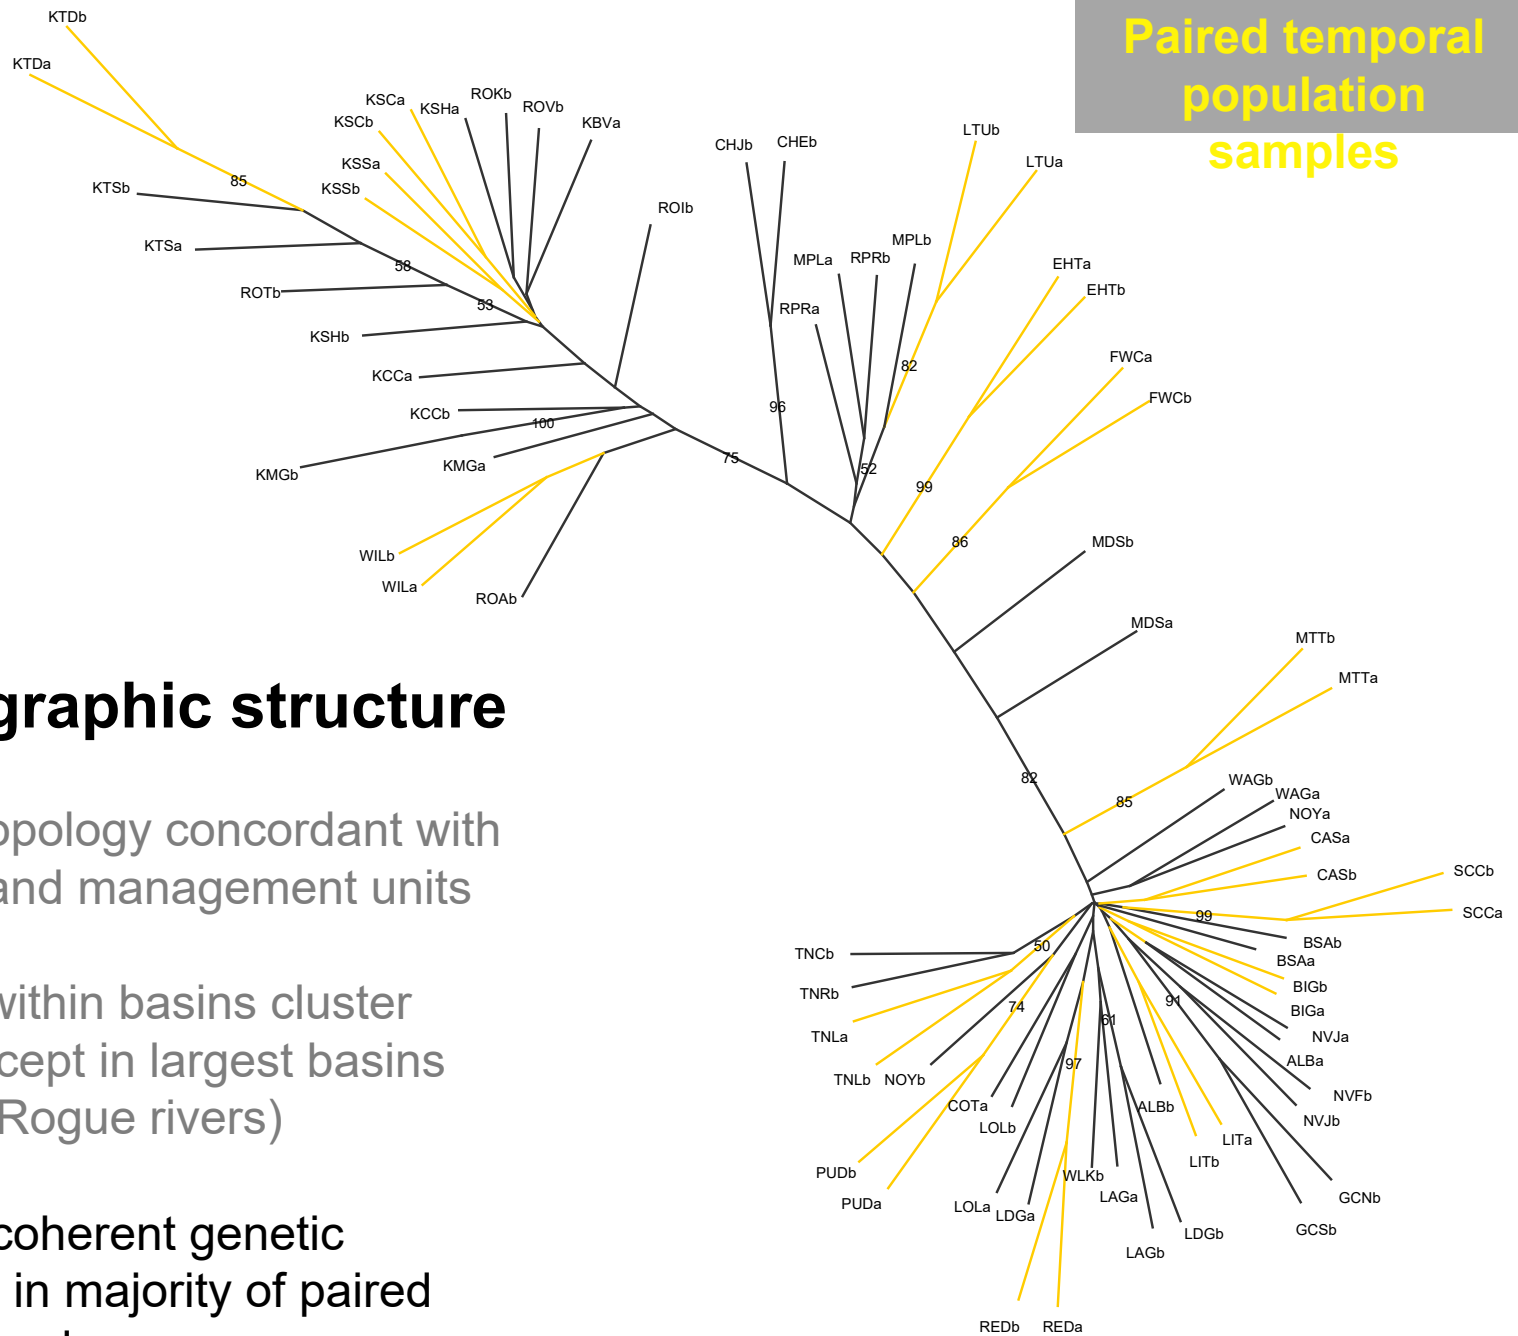 Paired temporal
population
samples
KTDb
KTDa
KSCa
KSCb
KSHa
ROKb
ROVb
KBVa
KSSa
KSSb
85
KTSb
KTSa
ROIb
58
ROTb
53
KSHb
KCCa
KCCb
100
KMGb
KMGa
75
WILb
WILa
ROAb
CHJb
CHEb
96
LTUb
LTUa
MPLb
MPLa
RPRb
RPRa
82
52
EHTa
EHTb
99
FWCa
FWCb
86
MDSb
MDSa
MTTb
MTTa
82
85
WAGb
WAGa
NOYa
CASa
CASb
SCCb
SCCa
99
BSAb
BSAa
BIGb
BIGa
NVJa
ALBa
NVFb
NVJb
91
50
TNCb
TNRb
TNLa
TNLb
NOYb
74
61
97
COTa
LOLb
ALBb
LITa
LITb
PUDb
PUDa
LOLa
LDGa
WLKb
LAGa
LAGb
LDGb
GCNb
GCSb
REDb
REDa
graphic structure
opology concordant with
and management units
within basins cluster
cept in largest basins
Rogue rivers)
coherent genetic
in majority of paired